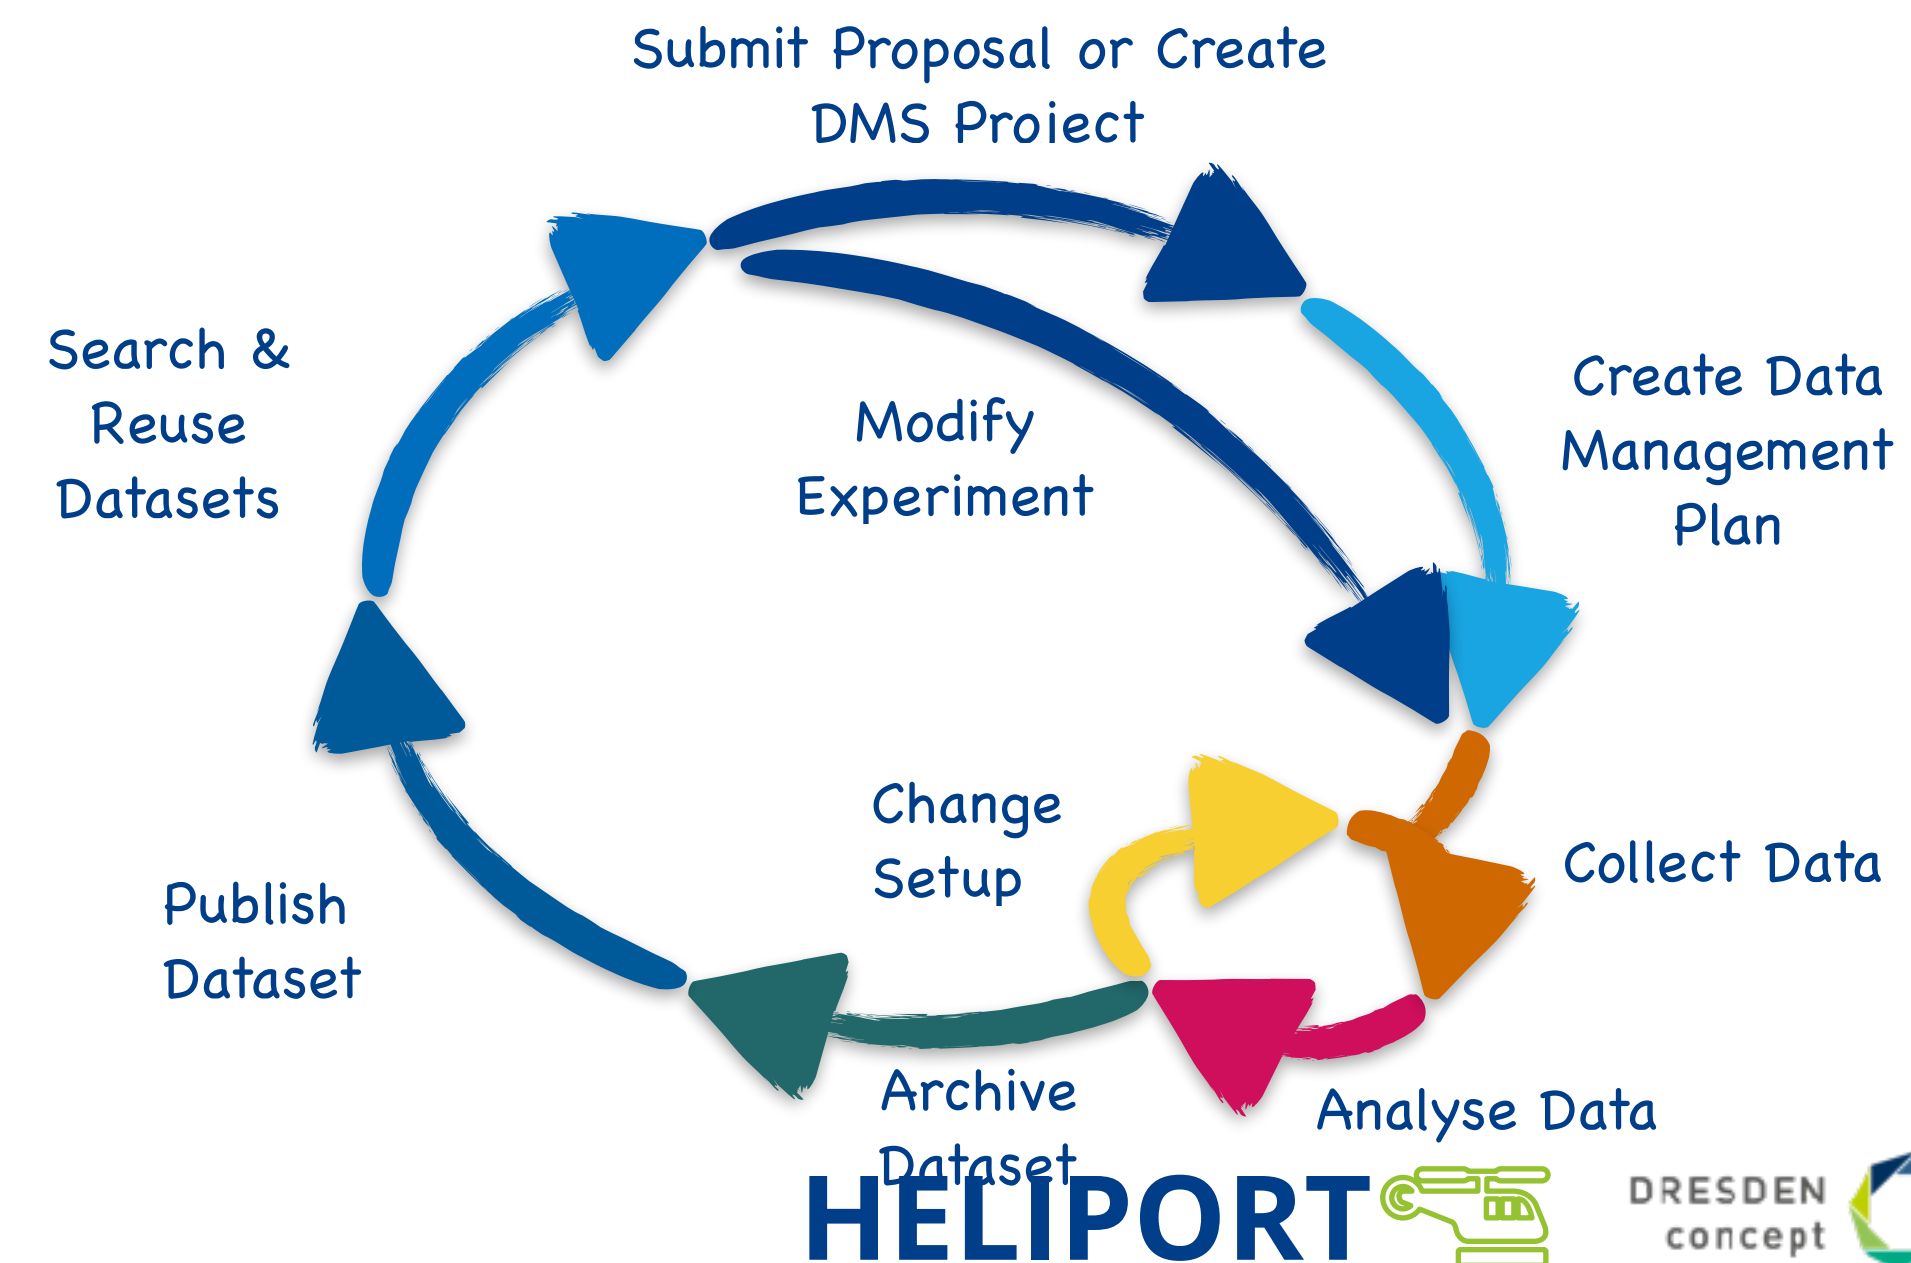 Submit Proposal or Create
DMS Project
Search &
Reuse
Datasets
Modify
Experiment
Create Data
Management
Plan
Change
Setup
Collect Data
Publish
Dataset
Archive
Dataset
Analyse Data
HELIPORT
DRESDEN
concept